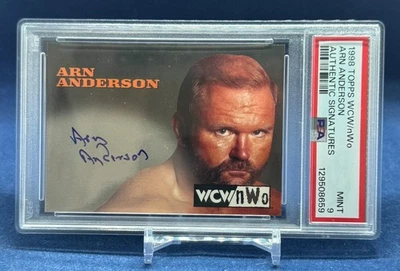 ARN ANDERSON
Arn
Anderson
WCW/nWo
1998 TOPPS WCW/nWo
ARN ANDERSON
AUTHENTIC SIGNATURES
PSA
MINT
9
129508659